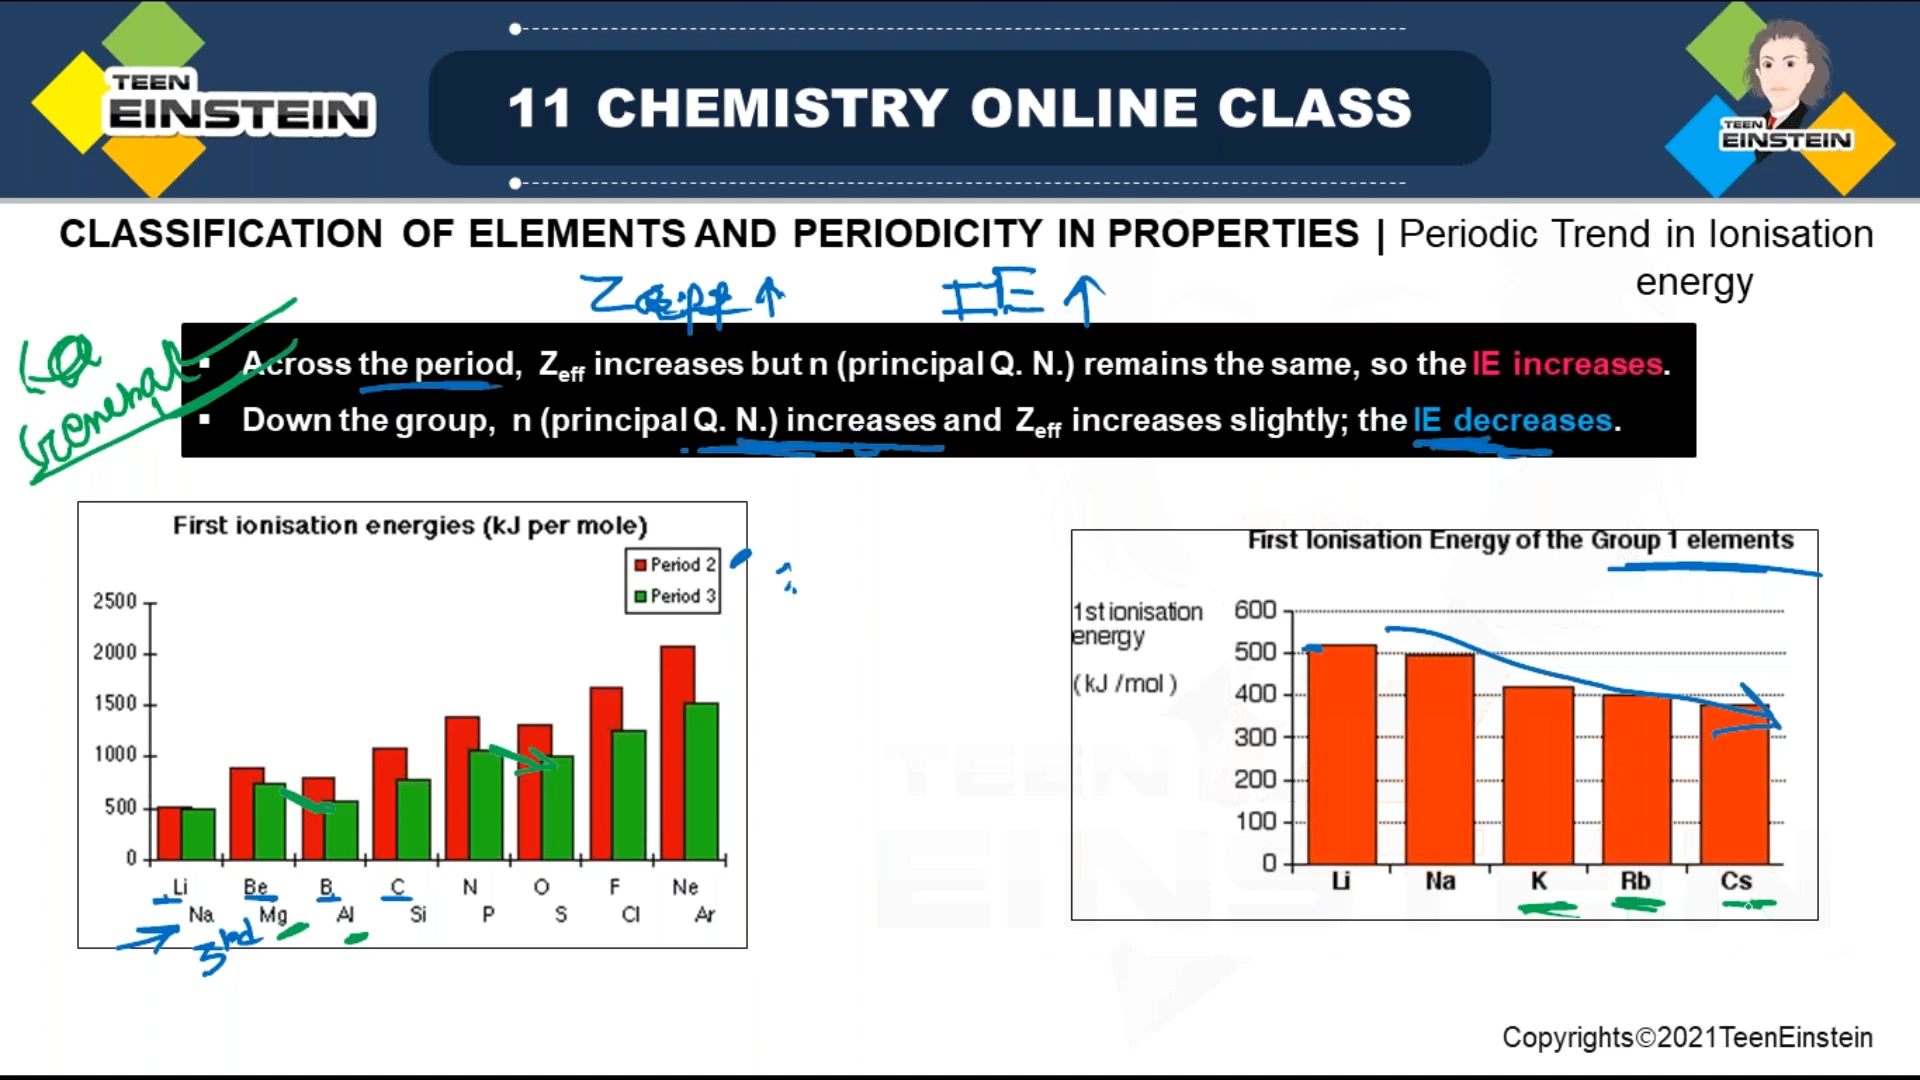 TEEN
EINSTEIN
11 CHEMISTRY ONLINE CLASS
TEEN
EINSTEIN
CLASSIFICATION OF ELEMENTS AND PERIODICITY IN PROPERTIES | Periodic Trend in Ionisation
energy
Zeff ↑ IE ↑
General
▪ Across the period, Zeff increases but n (principal Q. N.) remains the same, so the IE increases.
▪ Down the group, n (principal Q. N.) increases and Zeff increases slightly; the IE decreases.
First ionisation energies (kJ per mole)
Period 2
Period 3
2500
2000
1500
1000
500
0
Li Be B C N O F Ne
Na Mg Al Si P S Cl Ar
3rd
First Ionisation Energy of the Group 1 elements
1st ionisation
energy
(kJ /mol)
600
500
400
300
200
100
0
Li Na K Rb Cs
TEEN
EINSTEIN
Copyrights©2021TeenEinstein